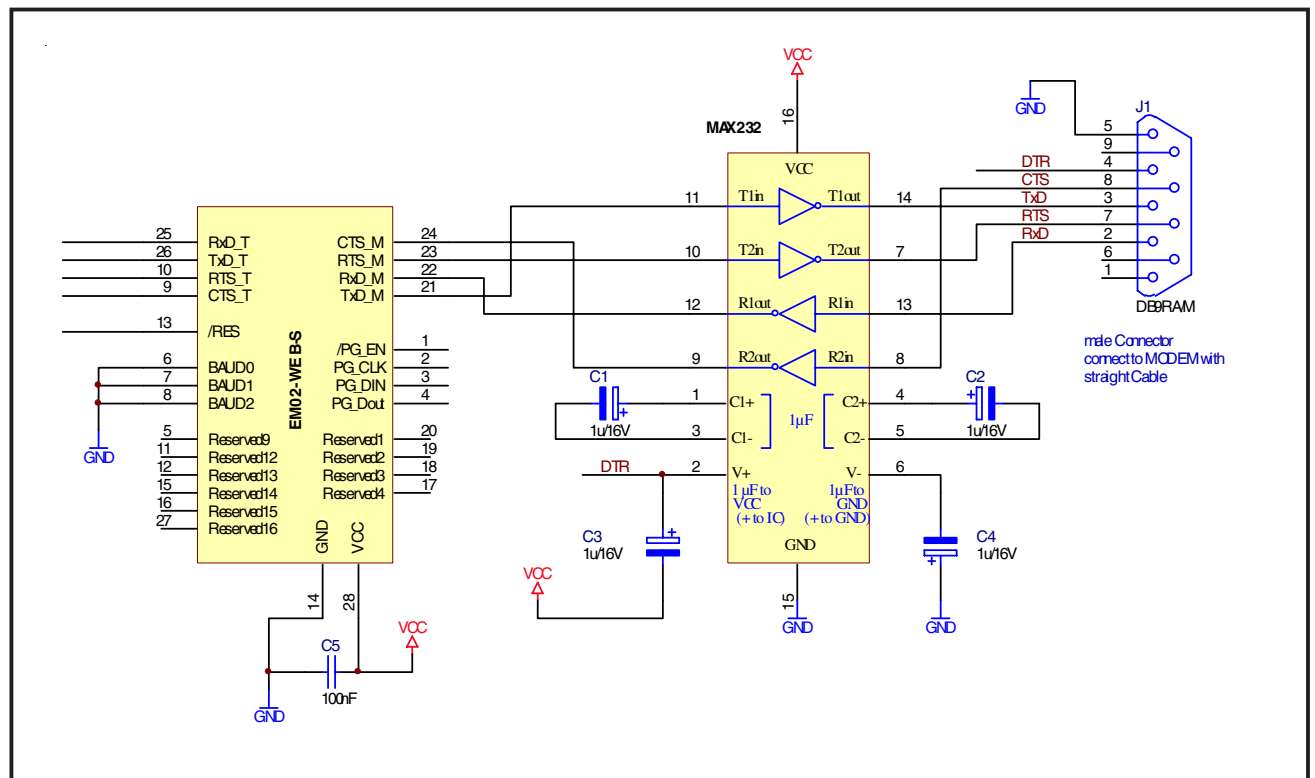 VCC
GND
J1
MAX232
16
5
9
DTR 4
CTS 8
TxD 3
RTS 7
RxD 2
6
1
DB9RAM
male Connector
connect to MODEM with
straight Cable
VCC
11 T1in T1out 14
10 T2in T2out 7
12 R1out R1in 13
9 R2out R2in 8
1 C1+ C2+ 4
1µF
3 C1- C2- 5
2 V+ V- 6
1µF to
VCC
(+ to IC)
1µF to
GND
(+ to GND)
GND
15
GND
C1
1u/16V
C2
1u/16V
DTR
C3
1u/16V
VCC
C4
1u/16V
GND
EM02-WEB-S
25 RxD_T CTS_M 24
26 TxD_T RTS_M 23
10 RTS_T RxD_M 22
9 CTS_T TxD_M 21
13 /RES
/PG_EN 1
6 BAUD0 PG_CLK 2
7 BAUD1 PG_DIN 3
8 BAUD2 PG_Dout 4
5 Reserved9 Reserved1 20
11 Reserved12 Reserved2 19
12 Reserved13 Reserved3 18
15 Reserved14 Reserved4 17
16 Reserved15
27 Reserved16
GND VCC
14 28
GND
C5
100nF
VCC
GND